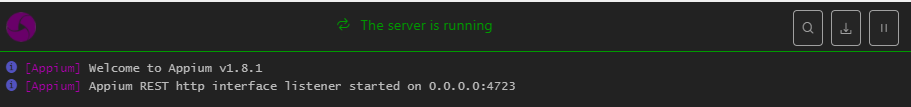 The server is running
[Appium] Welcome to Appium v1.8.1
[Appium] Appium REST http interface listener started on 0.0.0.0:4723